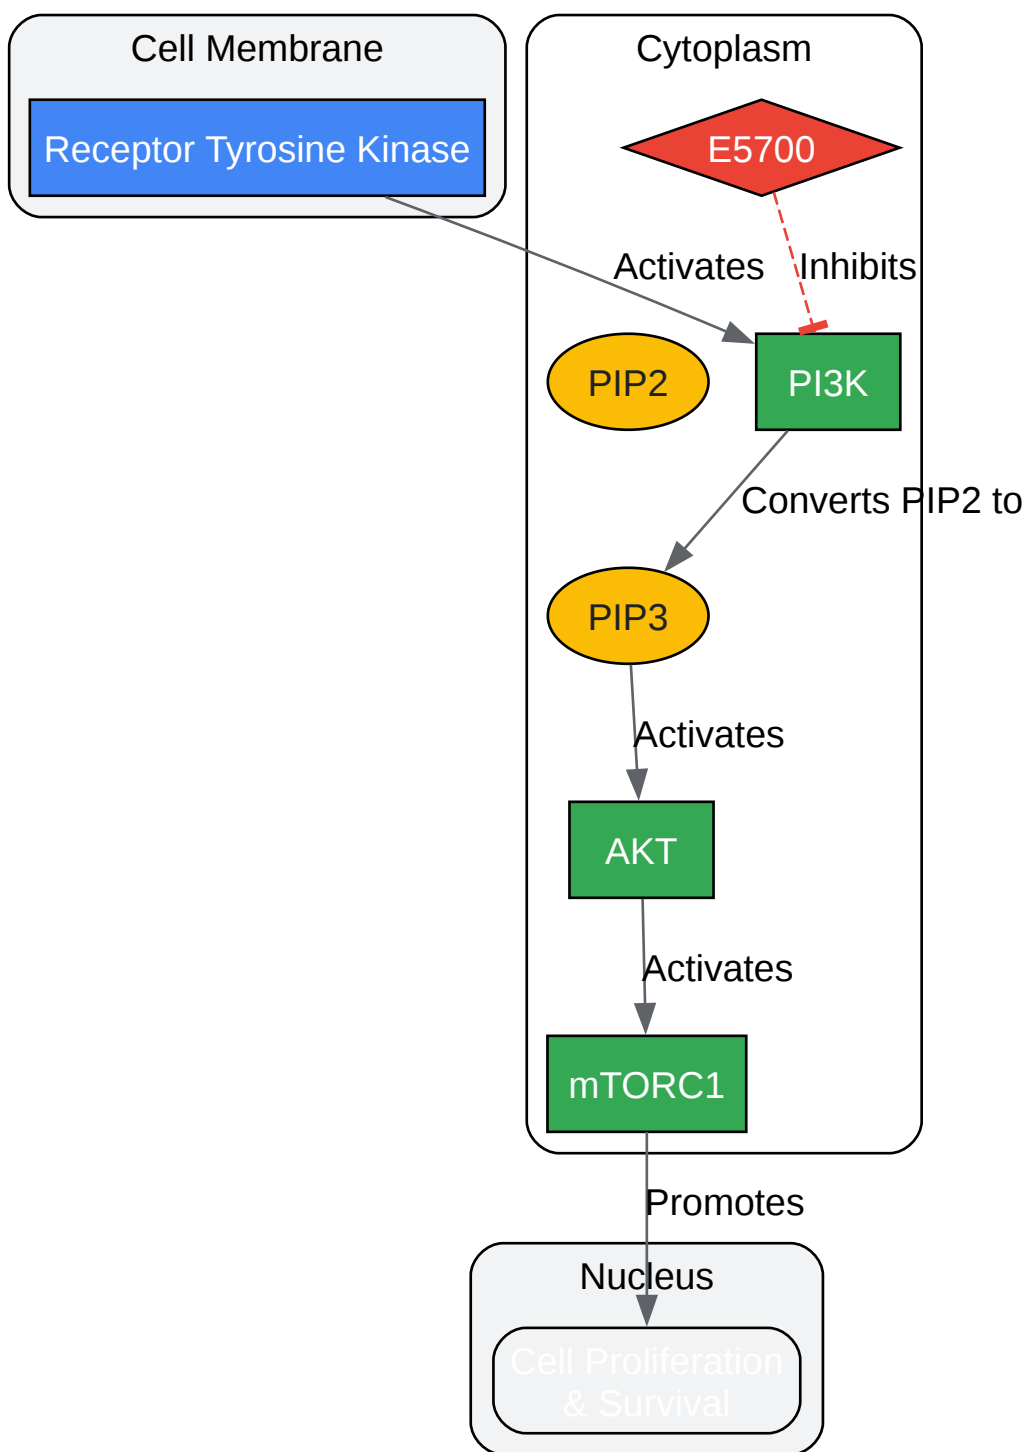 Cell Membrane
Cytoplasm
Receptor Tyrosine Kinase
E5700
Activates
Inhibits
PIP2
PI3K
Converts PIP2 to
PIP3
Activates
AKT
Activates
mTORC1
Promotes
Nucleus
Cell Proliferation
& Survival